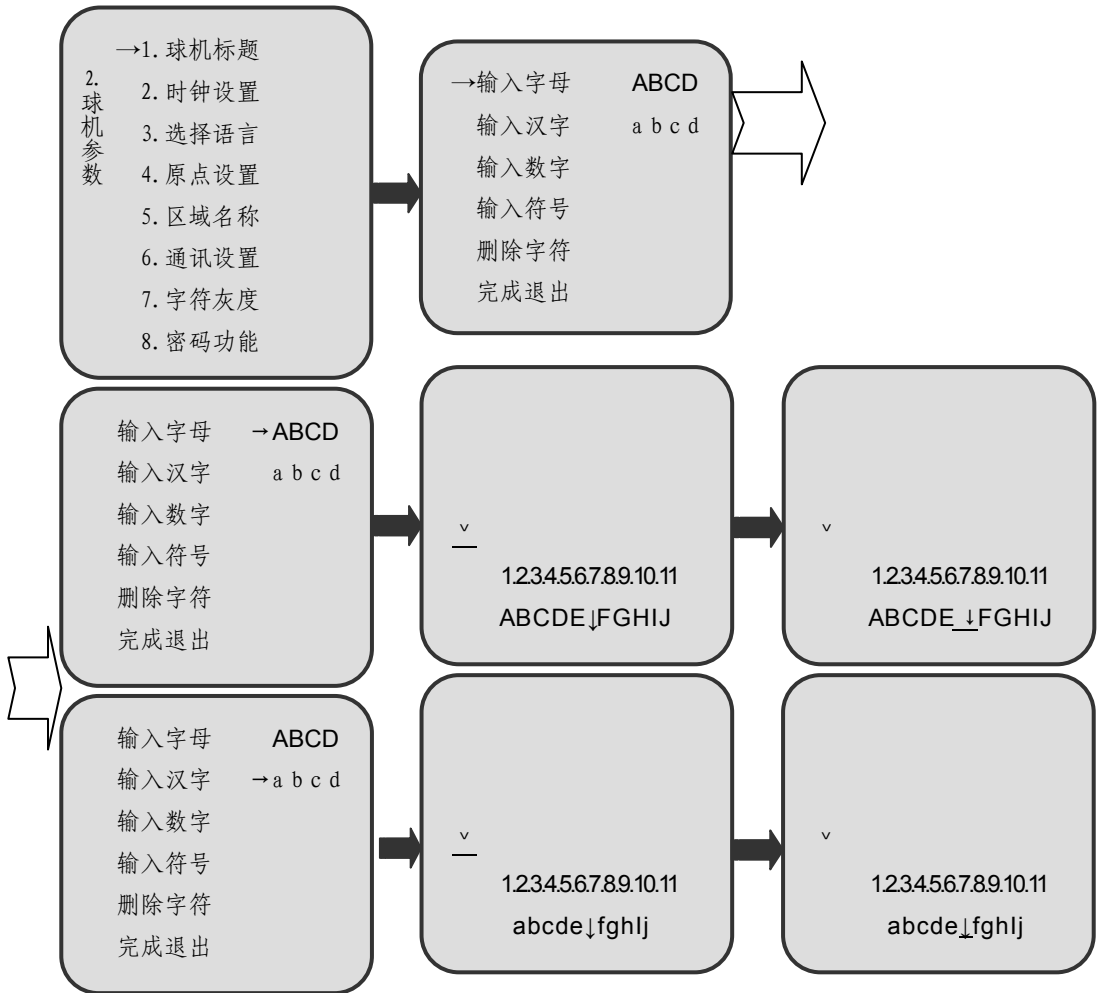 2.球机参数
→1.球机标题
2.时钟设置
3.选择语言
4.原点设置
5.区域名称
6.通讯设置
7.字符灰度
8.密码功能
→输入字母 ABCD
输入汉字 a b c d
输入数字
输入符号
删除字符
完成退出
输入字母 →ABCD
输入汉字 a b c d
输入数字
输入符号
删除字符
完成退出
v
1.2.3.4.5.6.7.8.9.10.11
ABCDE↓FGHIJ
v
1.2.3.4.5.6.7.8.9.10.11
ABCDE ↓FGHIJ
输入字母 ABCD
输入汉字 →a b c d
输入数字
输入符号
删除字符
完成退出
v
1.2.3.4.5.6.7.8.9.10.11
abcde↓fghIj
v
1.2.3.4.5.6.7.8.9.10.11
abcde↓fghIj